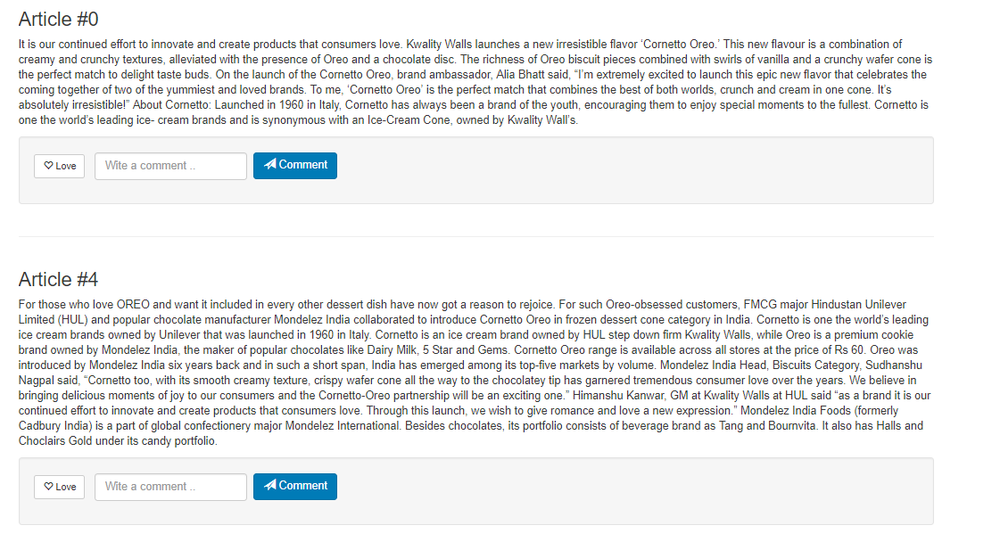 Article #0
It is our continued effort to innovate and create products that consumers love. Kwality Walls launches a new irresistible flavor ‘Cornetto Oreo.’ This new flavour is a combination of
creamy and crunchy textures, alleviated with the presence of Oreo and a chocolate disc. The richness of Oreo biscuit pieces combined with swirls of vanilla and a crunchy wafer cone is
the perfect match to delight taste buds. On the launch of the Cornetto Oreo, brand ambassador, Alia Bhatt said, “I’m extremely excited to launch this epic new flavor that celebrates the
coming together of two of the yummiest and loved brands. To me, ‘Cornetto Oreo’ is the perfect match that combines the best of both worlds, crunch and cream in one cone. It’s
absolutely irresistible!” About Cornetto: Launched in 1960 in Italy, Cornetto has always been a brand of the youth, encouraging them to enjoy special moments to the fullest. Cornetto is
one the world’s leading ice- cream brands and is synonymous with an Ice-Cream Cone, owned by Kwality Wall’s.
Love Wite a comment .. Comment
Article #4
For those who love OREO and want it included in every other dessert dish have now got a reason to rejoice. For such Oreo-obsessed customers, FMCG major Hindustan Unilever
Limited (HUL) and popular chocolate manufacturer Mondelez India collaborated to introduce Cornetto Oreo in frozen dessert cone category in India. Cornetto is one the world’s leading
ice cream brands owned by Unilever that was launched in 1960 in Italy. Cornetto is an ice cream brand owned by HUL step down firm Kwality Walls, while Oreo is a premium cookie
brand owned by Mondelez India, the maker of popular chocolates like Dairy Milk, 5 Star and Gems. Cornetto Oreo range is available across all stores at the price of Rs 60. Oreo was
introduced by Mondelez India six years back and in such a short span, India has emerged among its top-five markets by volume. Mondelez India Head, Biscuits Category, Sudhanshu
Nagpal said, “Cornetto too, with its smooth creamy texture, crispy wafer cone all the way to the chocolatey tip has garnered tremendous consumer love over the years. We believe in
bringing delicious moments of joy to our consumers and the Cornetto-Oreo partnership will be an exciting one.” Himanshu Kanwar, GM at Kwality Walls at HUL said “as a brand it is our
continued effort to innovate and create products that consumers love. Through this launch, we wish to give romance and love a new expression.” Mondelez India Foods (formerly
Cadbury India) is a part of global confectionery major Mondelez International. Besides chocolates, its portfolio consists of beverage brand as Tang and Bournvita. It also has Halls and
Choclairs Gold under its candy portfolio.
Love Wite a comment .. Comment